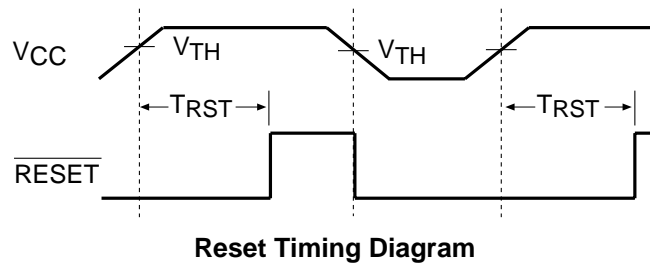 VCC
VTH
VTH
TRST
TRST
RESET
Reset Timing Diagram